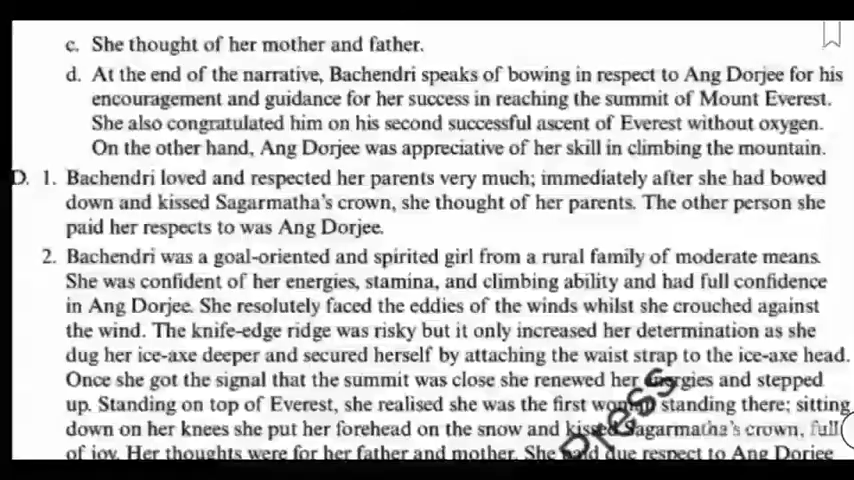 c. She thought of her mother and father.
d. At the end of the narrative, Bachendri speaks of bowing in respect to Ang Dorjee for his
encouragement and guidance for her success in reaching the summit of Mount Everest.
She also congratulated him on his second successful ascent of Everest without oxygen.
On the other hand, Ang Dorjee was appreciative of her skill in climbing the mountain.
D. 1. Bachendri loved and respected her parents very much; immediately after she had bowed
down and kissed Sagarmatha's crown, she thought of her parents. The other person she
paid her respects to was Ang Dorjee.
2. Bachendri was a goal-oriented and spirited girl from a rural family of moderate means.
She was confident of her energies, stamina, and climbing ability and had full confidence
in Ang Dorjee. She resolutely faced the eddies of the winds whilst she crouched against
the wind. The knife-edge ridge was risky but it only increased her determination as she
dug her ice-axe deeper and secured herself by attaching the waist strap to the ice-axe head.
Once she got the signal that the summit was close she renewed her energies and stepped
up. Standing on top of Everest, she realised she was the first woman standing there; sitting
down on her knees she put her forehead on the snow and kissed Sagarmatha's crown, full
of joy. Her thoughts were for her father and mother. She paid due respect to Ang Dorjee
Press